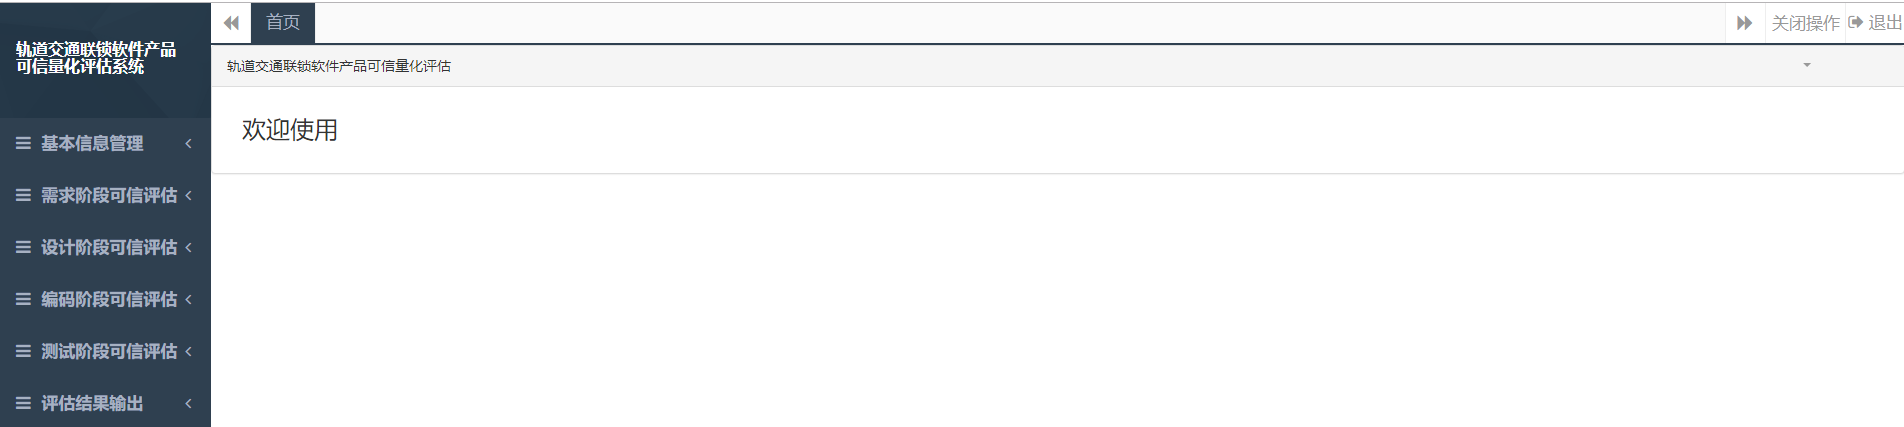 轨道交通联锁软件产品
可信量化评估系统
首页
关闭操作
退出
轨道交通联锁软件产品可信量化评估
欢迎使用
基本信息管理
需求阶段可信评估
设计阶段可信评估
编码阶段可信评估
测试阶段可信评估
评估结果输出